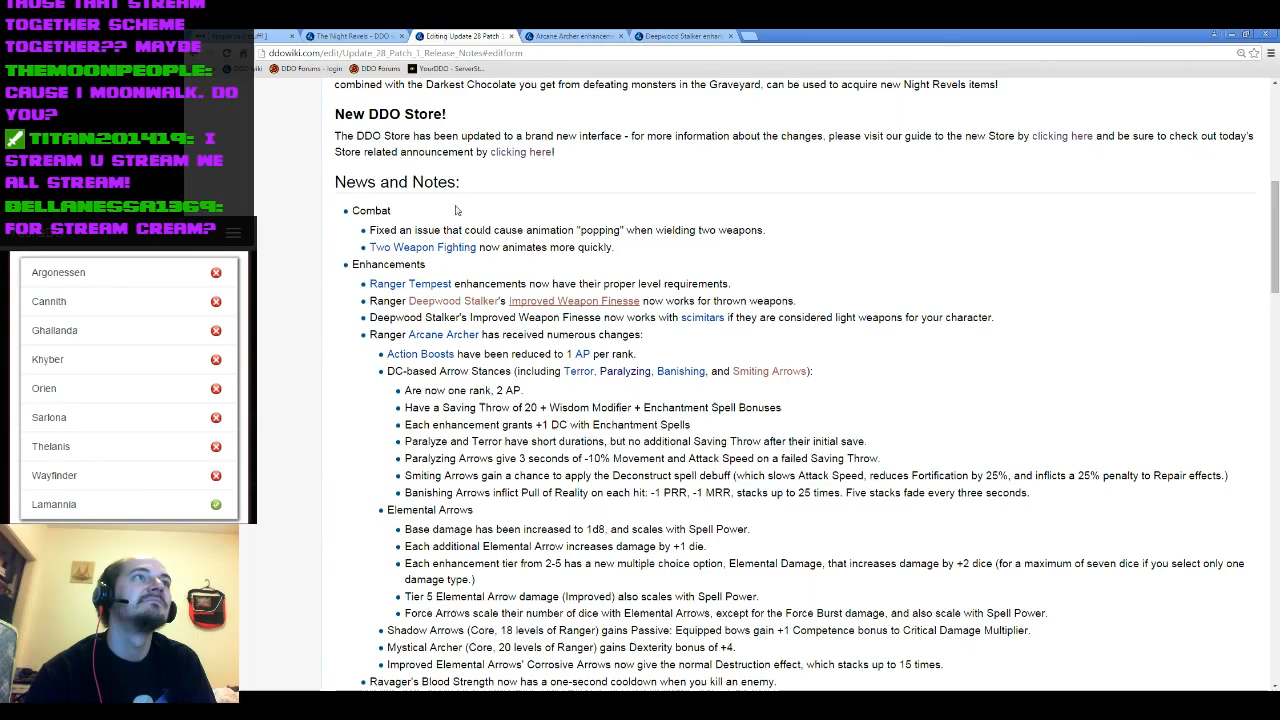 THOSE THAT STREAM
TOGETHER SCHEME
TOGETHER?? MAYBE
THEMOONPEOPLE:
CAUSE I MOONWALK. DO
YOU?
TITAN201419: I
STREAM U STREAM WE
ALL STREAM!
BELLANESSA1369:
FOR STREAM CREAM?
The Night Revels - DDO w
Editing Update 28 Patch 1
Arcane Archer enhanceme
Deepwood Stalker enhan
ddowiki.com/edit/Update_28_Patch_1_Release_Notes#editform
DDO wiki
DDO Forums - login
DDO Forums
YourDDO - ServerSt...
combined with the Darkest Chocolate you get from defeating monsters in the Graveyard, can be used to acquire new Night Revels items!
New DDO Store!
The DDO Store has been updated to a brand new interface - for more information about the changes, please visit our guide to the new Store by clicking here and be sure to check out today's
Store related announcement by clicking here!
News and Notes:
Combat
Fixed an issue that could cause animation "popping" when wielding two weapons.
Two Weapon Fighting now animates more quickly.
Enhancements
Ranger Tempest enhancements now have their proper level requirements.
Ranger Deepwood Stalker's Improved Weapon Finesse now works for thrown weapons.
Deepwood Stalker's Improved Weapon Finesse now works with scimitars if they are considered light weapons for your character.
Ranger Arcane Archer has received numerous changes:
Action Boosts have been reduced to 1 AP per rank.
DC-based Arrow Stances (including Terror, Paralyzing, Banishing, and Smiting Arrows):
Are now one rank, 2 AP.
Have a Saving Throw of 20 + Wisdom Modifier + Enchantment Spell Bonuses
Each enhancement grants +1 DC with Enchantment Spells
Paralyze and Terror have short durations, but no additional Saving Throw after their initial save.
Paralyzing Arrows give 3 seconds of -10% Movement and Attack Speed on a failed Saving Throw.
Smiting Arrows gain a chance to apply the Deconstruct spell debuff (which slows Attack Speed, reduces Fortification by 25%, and inflicts a 25% penalty to Repair effects.)
Banishing Arrows inflict Pull of Reality on each hit: -1 PRR, -1 MRR, stacks up to 25 times. Five stacks fade every three seconds.
Elemental Arrows
Base damage has been increased to 1d8, and scales with Spell Power.
Each additional Elemental Arrow increases damage by +1 die.
Each enhancement tier from 2-5 has a new multiple choice option, Elemental Damage, that increases damage by +2 dice (for a maximum of seven dice if you select only one
damage type.)
Tier 5 Elemental Arrow damage (Improved) also scales with Spell Power.
Force Arrows scale their number of dice with Elemental Arrows, except for the Force Burst damage, and also scale with Spell Power.
Shadow Arrows (Core, 18 levels of Ranger) gains Passive: Equipped bows gain +1 Competence bonus to Critical Damage Multiplier.
Mystical Archer (Core, 20 levels of Ranger) gains Dexterity bonus of +4.
Improved Elemental Arrows' Corrosive Arrows now give the normal Destruction effect, which stacks up to 15 times.
Ravager's Blood Strength now has a one-second cooldown when you kill an enemy.
Argonessen
Cannith
Ghallanda
Khyber
Orien
Sarlona
Thelanis
Wayfinder
Lamannia